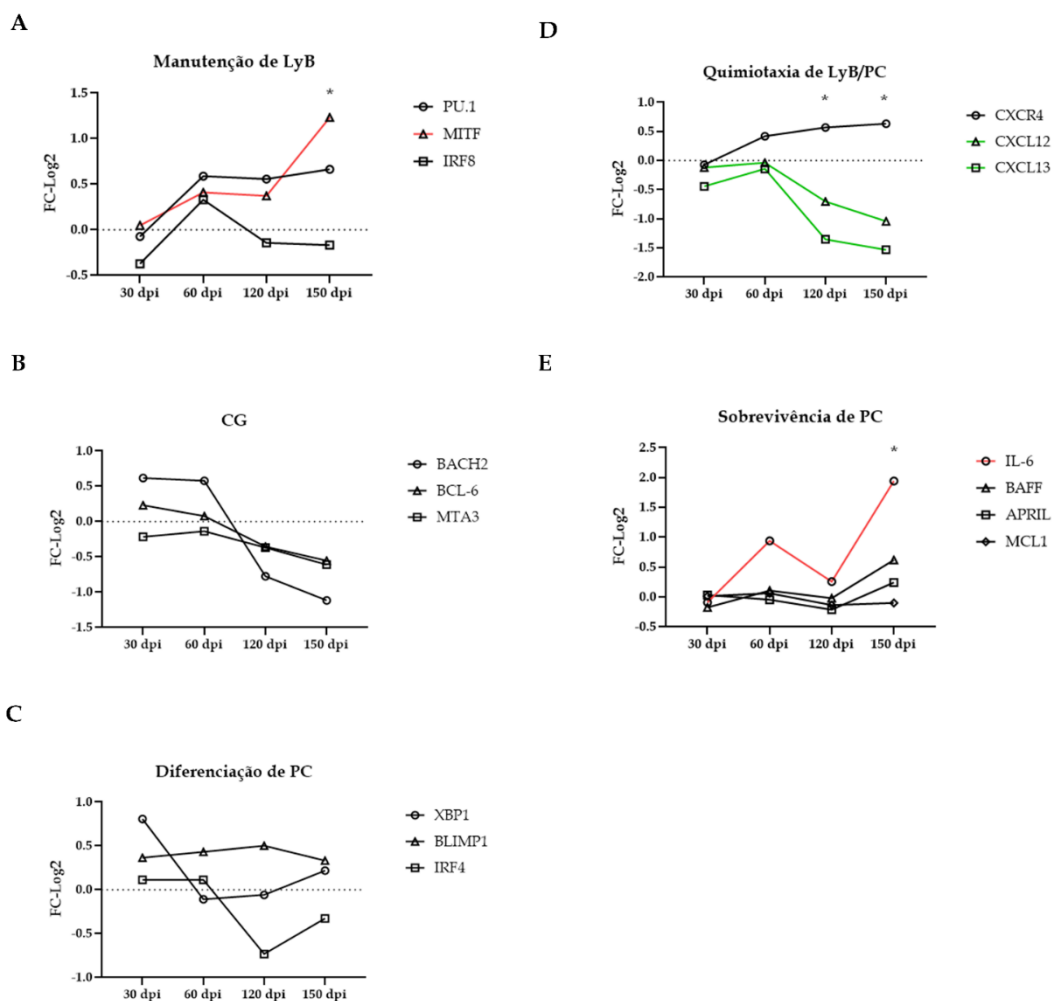 A
Manutenção de LyB
FC-Log2
1.5
1.0
0.5
0.0
-0.5
*
30 dpi 60 dpi 120 dpi 150 dpi
PU.1
MITF
IRF8
B
CG
FC-Log2
1.0
0.5
0.0
-0.5
-1.0
-1.5
30 dpi 60 dpi 120 dpi 150 dpi
BACH2
BCL-6
MTA3
C
Diferenciação de PC
FC-Log2
1.0
0.5
0.0
-0.5
-1.0
30 dpi 60 dpi 120 dpi 150 dpi
XBP1
BLIMP1
IRF4
D
Quimiotaxia de LyB/PC
FC-Log2
1.0
0.5
0.0
-0.5
-1.0
-1.5
-2.0
* *
30 dpi 60 dpi 120 dpi 150 dpi
CXCR4
CXCL12
CXCL13
E
Sobrevivência de PC
FC-Log2
2.5
2.0
1.5
1.0
0.5
0.0
-0.5
*
30 dpi 60 dpi 120 dpi 150 dpi
IL-6
BAFF
APRIL
MCL1